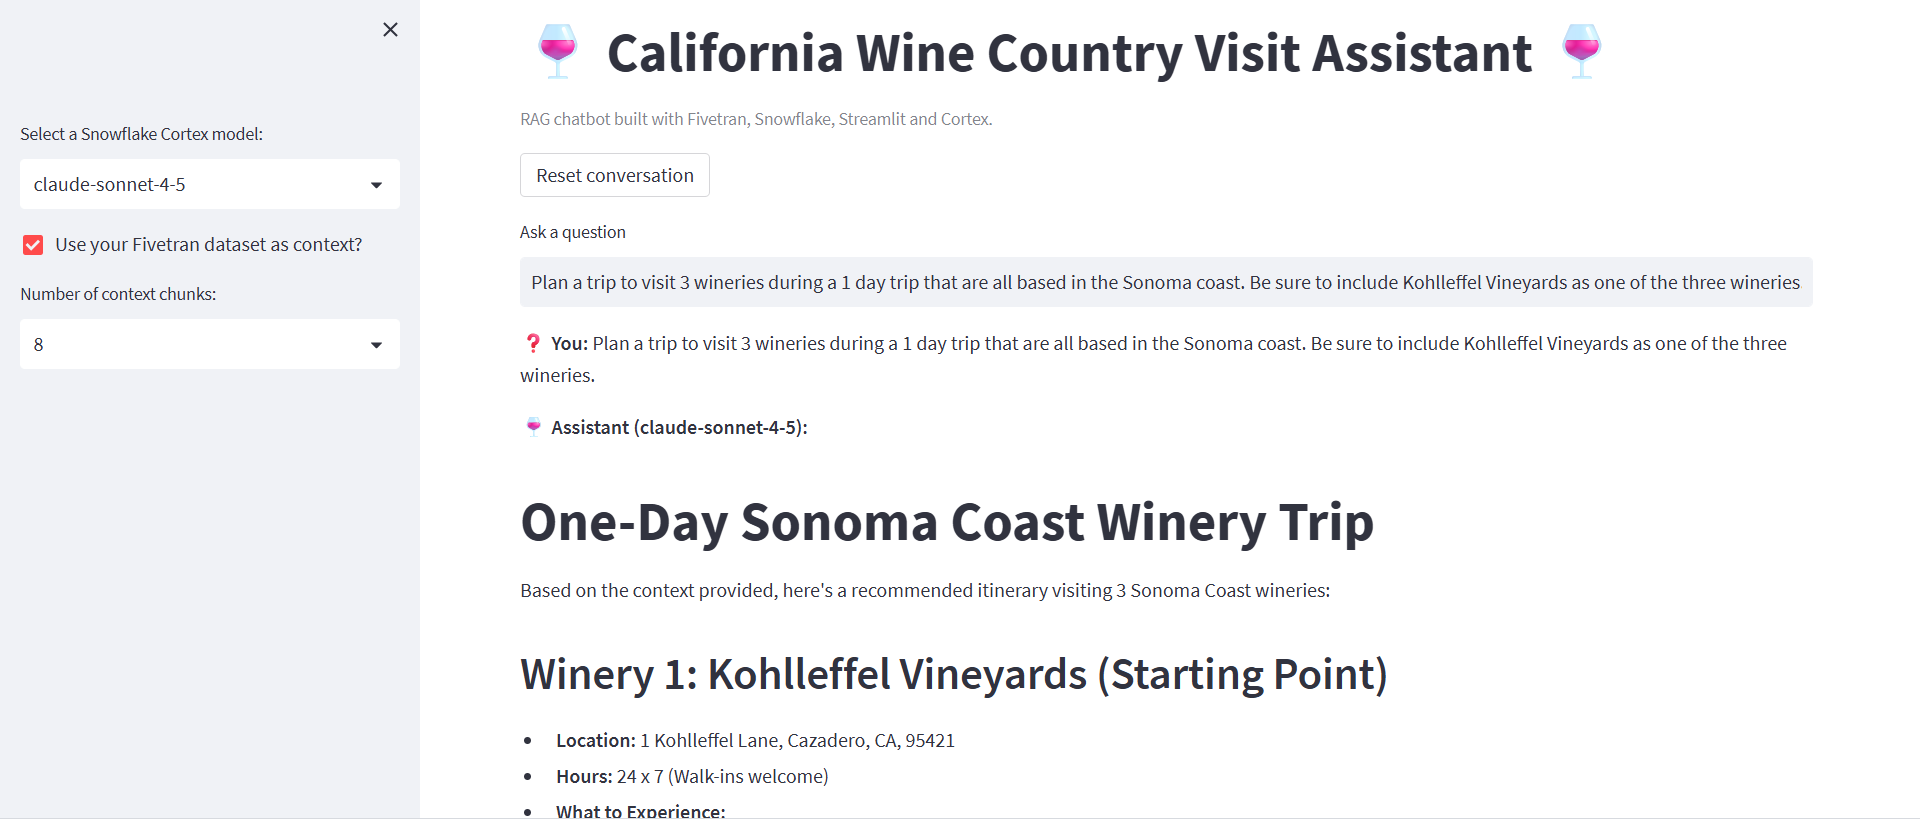 California Wine Country Visit Assistant
RAG chatbot built with Fivetran, Snowflake, Streamlit and Cortex.
Select a Snowflake Cortex model:
claude-sonnet-4-5
Use your Fivetran dataset as context?
Number of context chunks:
8
Reset conversation
Ask a question
Plan a trip to visit 3 wineries during a 1 day trip that are all based in the Sonoma coast. Be sure to include Kohlleffel Vineyards as one of the three wineries
❓ You: Plan a trip to visit 3 wineries during a 1 day trip that are all based in the Sonoma coast. Be sure to include Kohlleffel Vineyards as one of the three
wineries.
Assistant (claude-sonnet-4-5):
One-Day Sonoma Coast Winery Trip
Based on the context provided, here's a recommended itinerary visiting 3 Sonoma Coast wineries:
Winery 1: Kohlleffel Vineyards (Starting Point)
• Location: 1 Kohlleffel Lane, Cazadero, CA, 95421
• Hours: 24 x 7 (Walk-ins welcome)
• What to Experience: